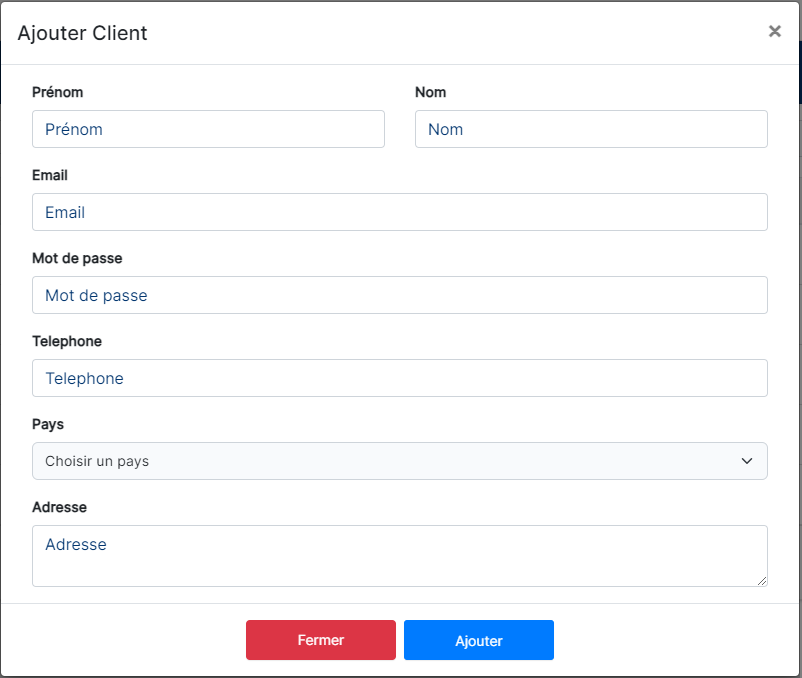 Ajouter Client
×
Prénom Nom
Prénom Nom
Email
Email
Mot de passe
Mot de passe
Telephone
Telephone
Pays
Choisir un pays
Adresse
Adresse
Fermer Ajouter